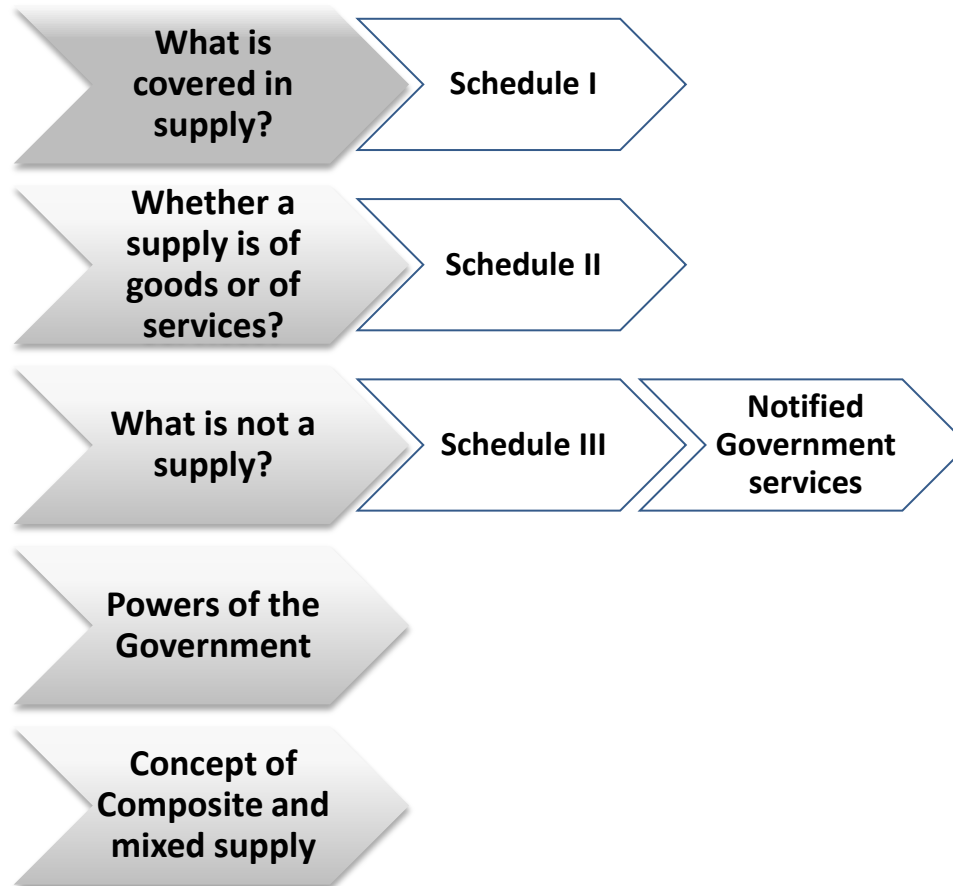 What is
covered in
supply?
Schedule I
Whether a
supply is of
goods or of
services?
Schedule II
What is not a
supply?
Schedule III
Notified
Government
services
Powers of the
Government
Concept of
Composite and
mixed supply